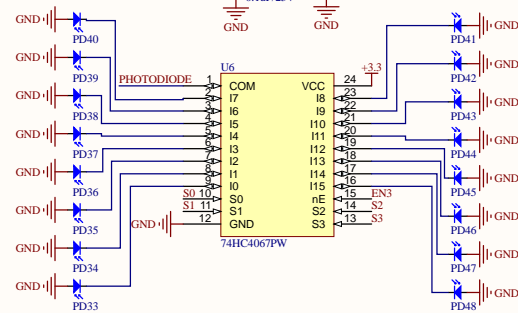 GND
GND
GND
PD40
GND
PD39
GND
PD38
GND
PD37
GND
PD36
GND
PD35
GND
PD34
GND
PD33
GND
U6
PHOTODIODE 1 COM VCC 24 +3.3
2 I7 I8 23
3 I6 I9 22
4 I5 I10 21
5 I4 I11 20
6 I3 I12 19
7 I2 I13 18
8 I1 I14 17
9 I0 I15 16
S0 10 S0 nE 15 EN3
S1 11 S1 S2 14 S2
GND 12 GND S3 13 S3
74HC4067PW
PD41
GND
PD42
GND
PD43
GND
PD44
GND
PD45
GND
PD46
GND
PD47
GND
PD48
GND